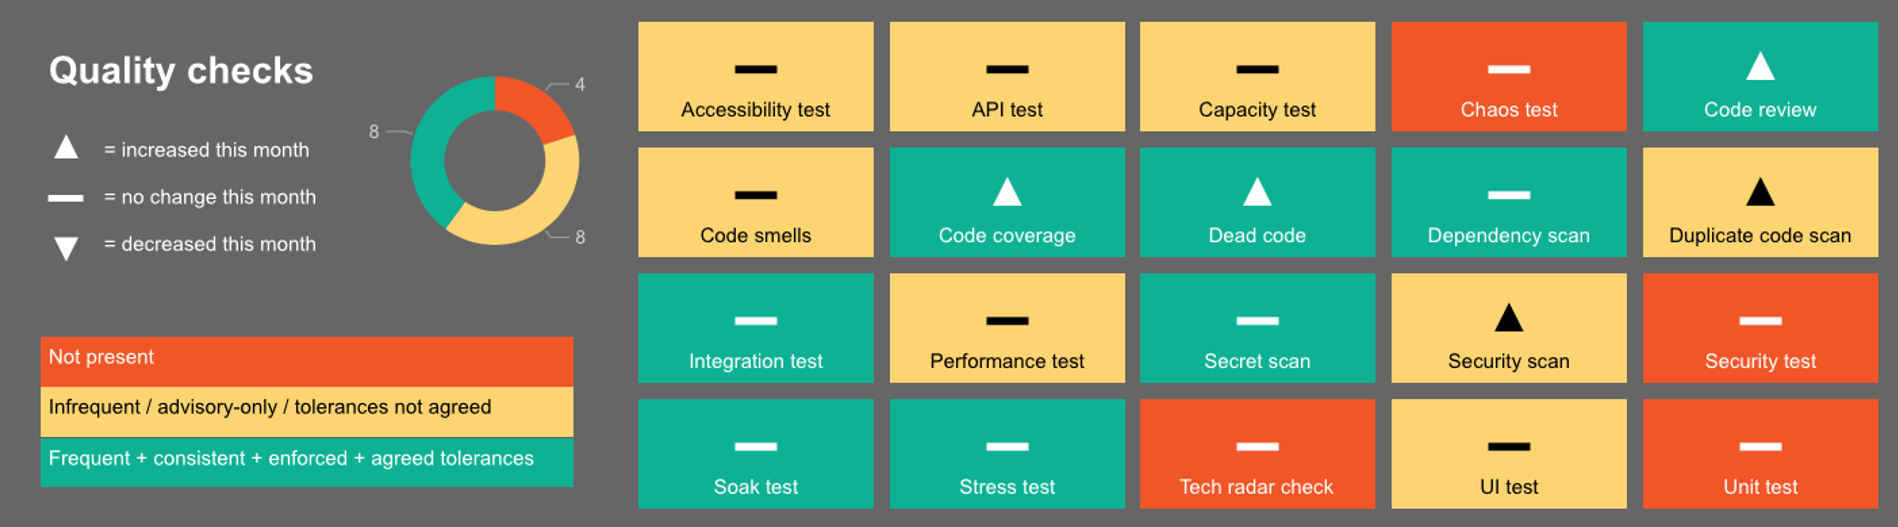 Quality checks
= increased this month
= no change this month
= decreased this month
4
8
8
Not present
Infrequent / advisory-only / tolerances not agreed
Frequent + consistent + enforced + agreed tolerances
Accessibility test
API test
Capacity test
Chaos test
Code review
Code smells
Code coverage
Dead code
Dependency scan
Duplicate code scan
Integration test
Performance test
Secret scan
Security scan
Security test
Soak test
Stress test
Tech radar check
UI test
Unit test